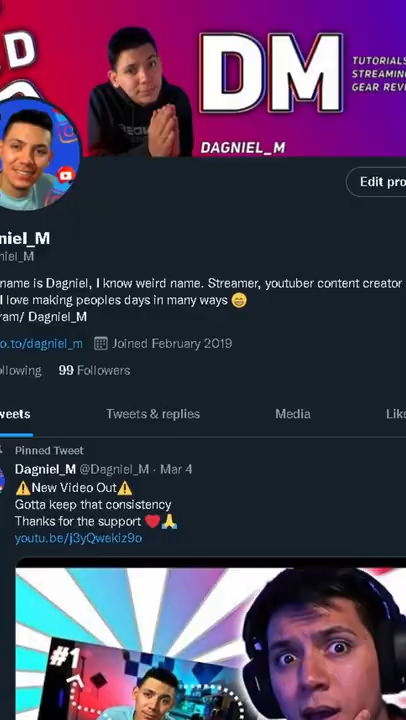 D
DM
TUTORIALS
STREAMING
GEAR REV
DAGNIEL_M
Edit pro
niel_M
niel_M
name is Dagniel, I know weird name. Streamer, youtuber content creator
I love making peoples days in many ways 😄
ram/ Dagniel_M
o.to/dagniel_m Joined February 2019
ollowing 99 Followers
weets Tweets & replies Media Like
Pinned Tweet
Dagniel_M @Dagniel_M · Mar 4
⚠️New Video Out⚠️
Gotta keep that consistency
Thanks for the support ❤️🙏
youtu.be/j3yQwekiz9o
#1